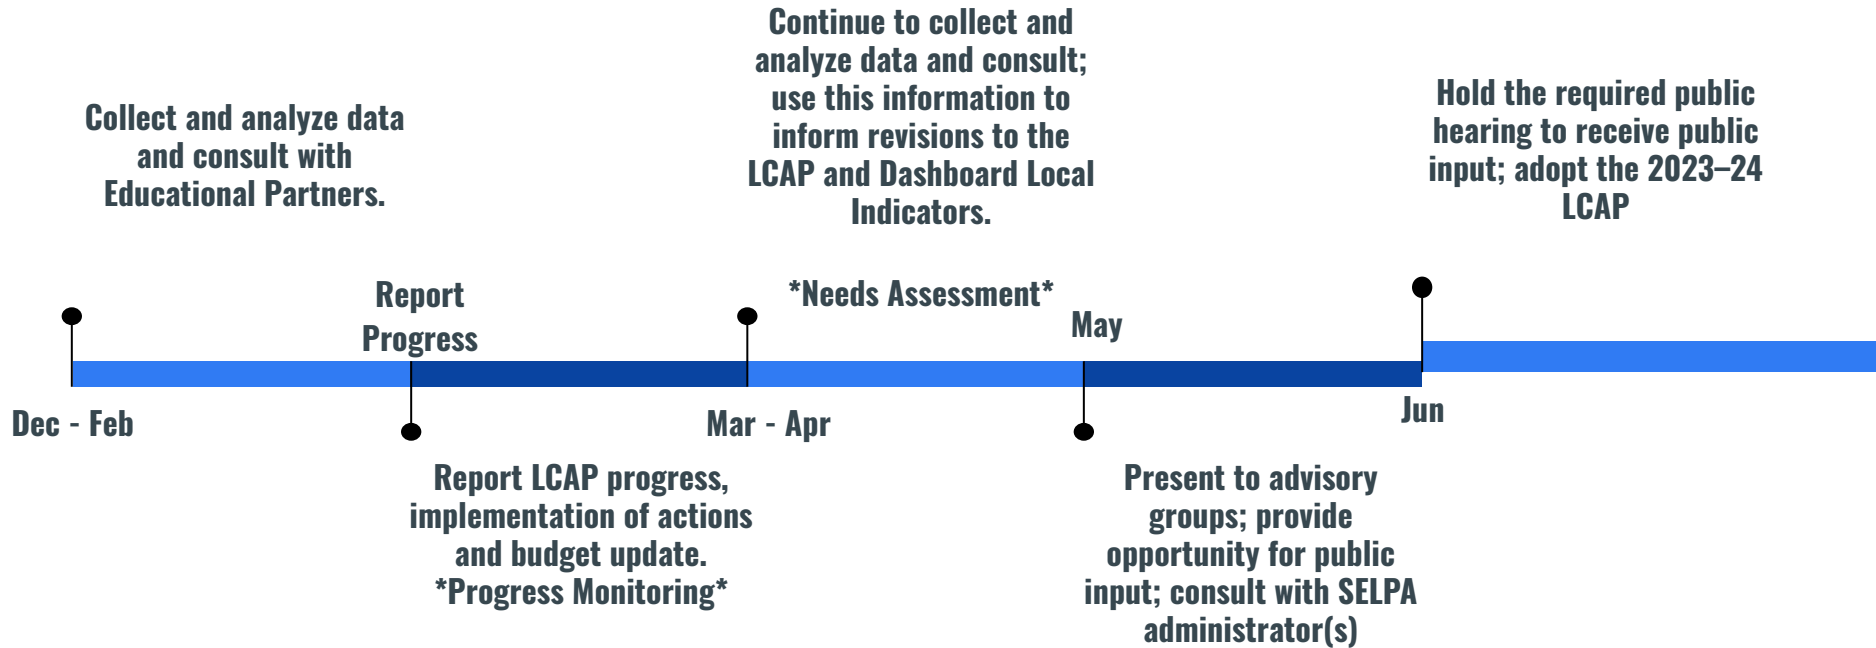 Collect and analyze data
and consult with
Educational Partners.
Dec - Feb
Report
Progress
Report LCAP progress,
implementation of actions
and budget update.
*Progress Monitoring*
Continue to collect and
analyze data and consult;
use this information to
inform revisions to the
LCAP and Dashboard Local
Indicators.
*Needs Assessment*
Mar - Apr
May
Present to advisory
groups; provide
opportunity for public
input; consult with SELPA
administrator(s)
Hold the required public
hearing to receive public
input; adopt the 2023–24
LCAP
Jun